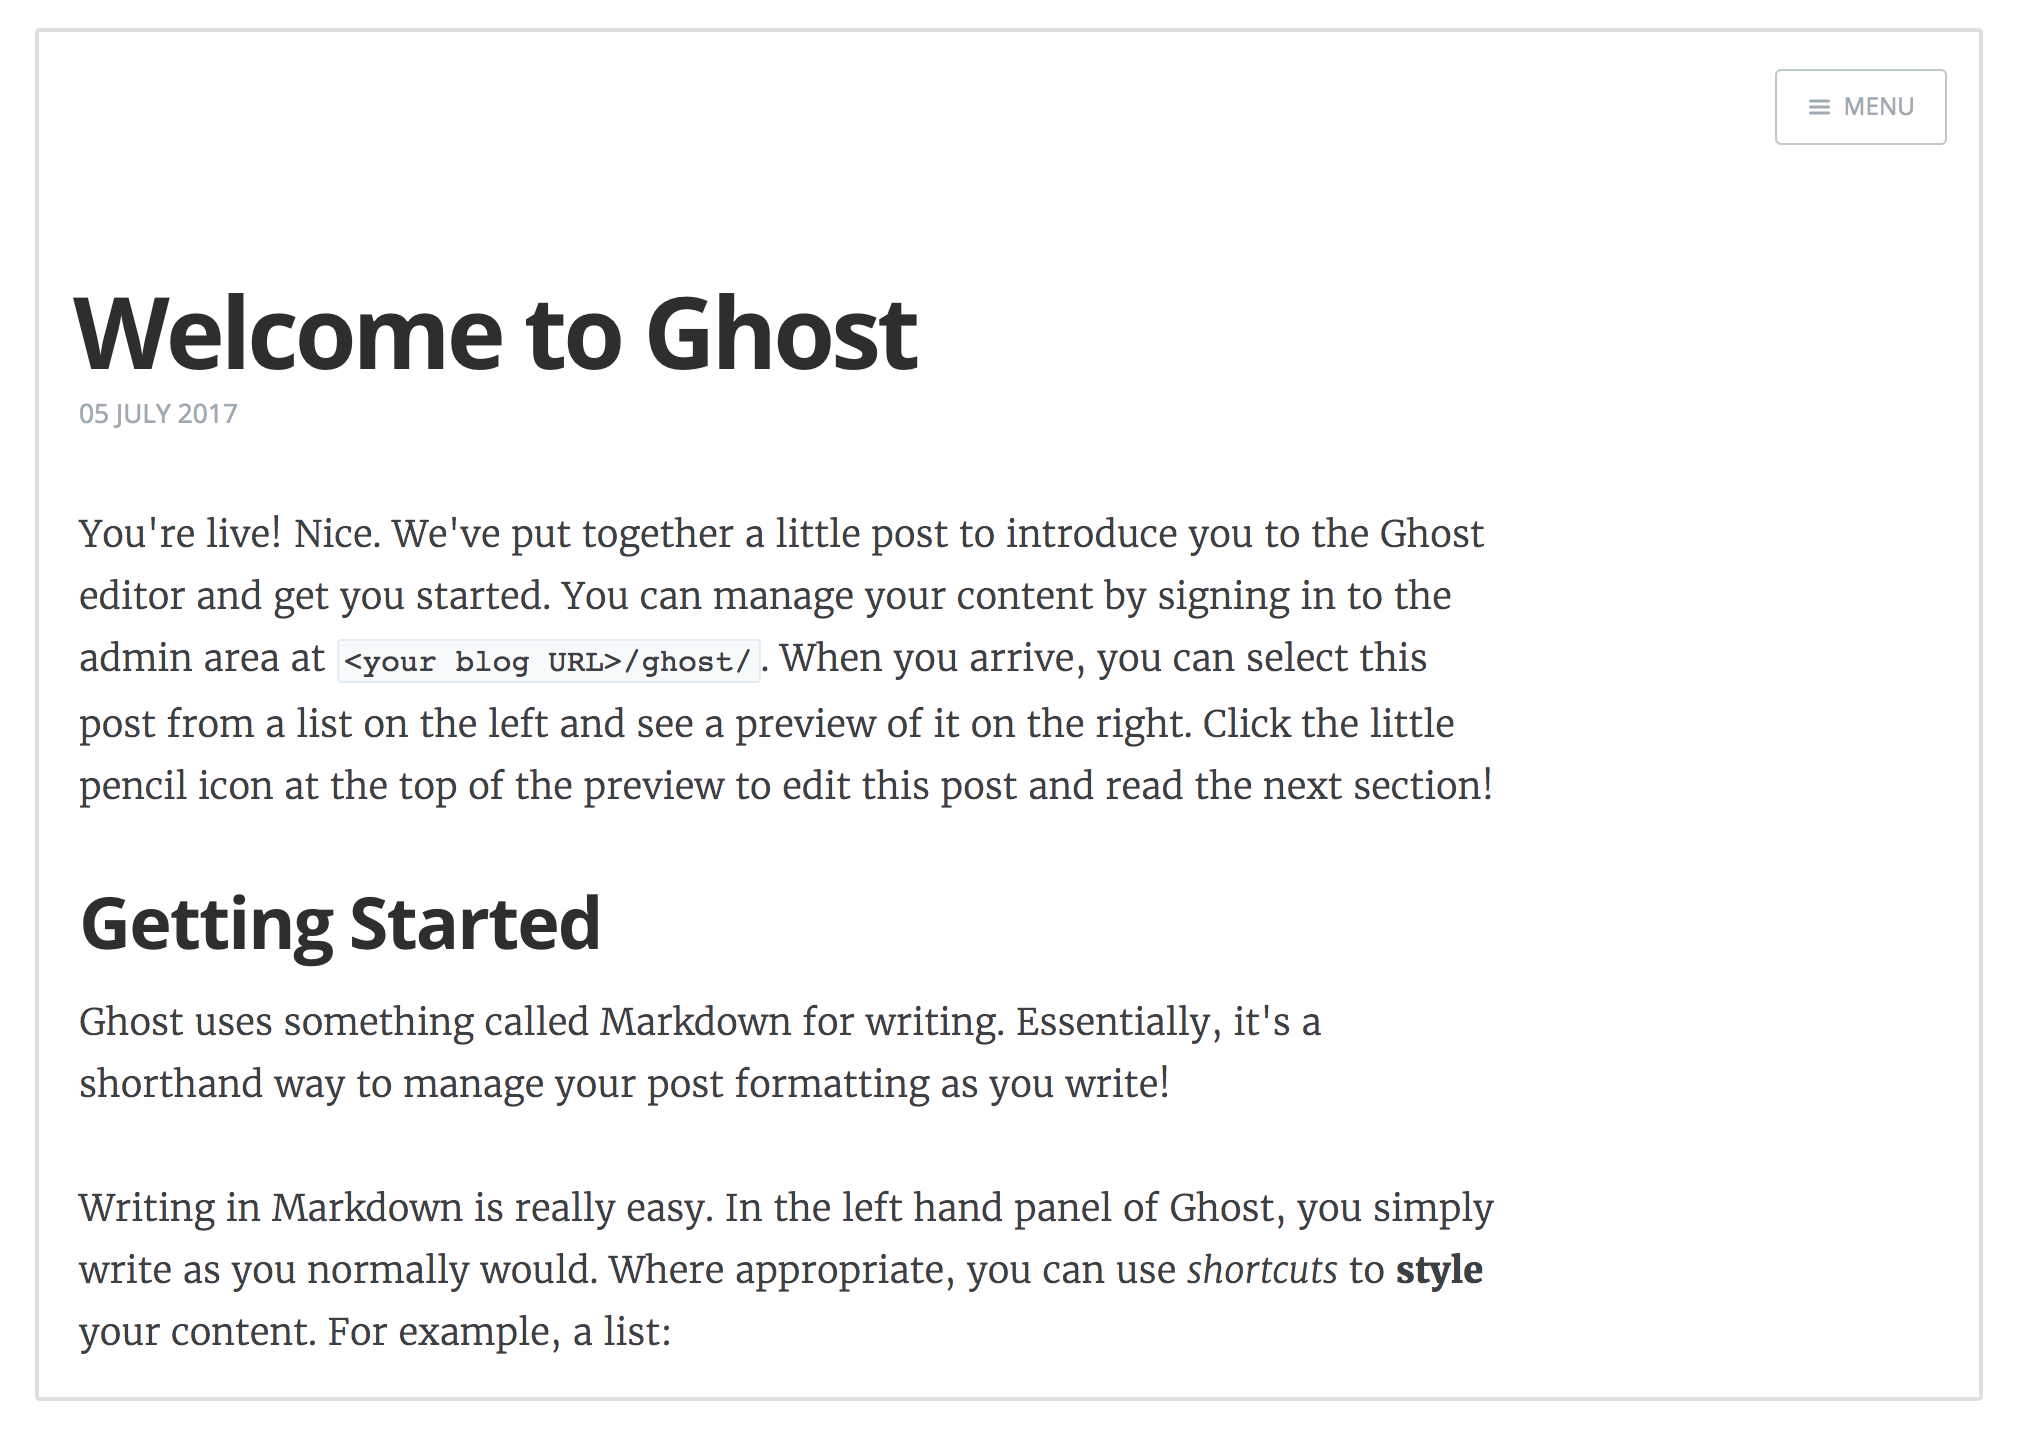 MENU
Welcome to Ghost
05 JULY 2017
You're live! Nice. We've put together a little post to introduce you to the Ghost
editor and get you started. You can manage your content by signing in to the
admin area at <your blog URL>/ghost/. When you arrive, you can select this
post from a list on the left and see a preview of it on the right. Click the little
pencil icon at the top of the preview to edit this post and read the next section!
Getting Started
Ghost uses something called Markdown for writing. Essentially, it's a
shorthand way to manage your post formatting as you write!
Writing in Markdown is really easy. In the left hand panel of Ghost, you simply
write as you normally would. Where appropriate, you can use shortcuts to style
your content. For example, a list: